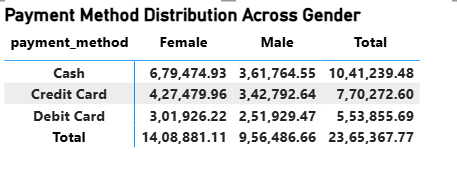 Payment Method Distribution Across Gender
payment_method Female Male Total
Cash 6,79,474.93 3,61,764.55 10,41,239.48
Credit Card 4,27,479.96 3,42,792.64 7,70,272.60
Debit Card 3,01,926.22 2,51,929.47 5,53,855.69
Total 14,08,881.11 9,56,486.66 23,65,367.77